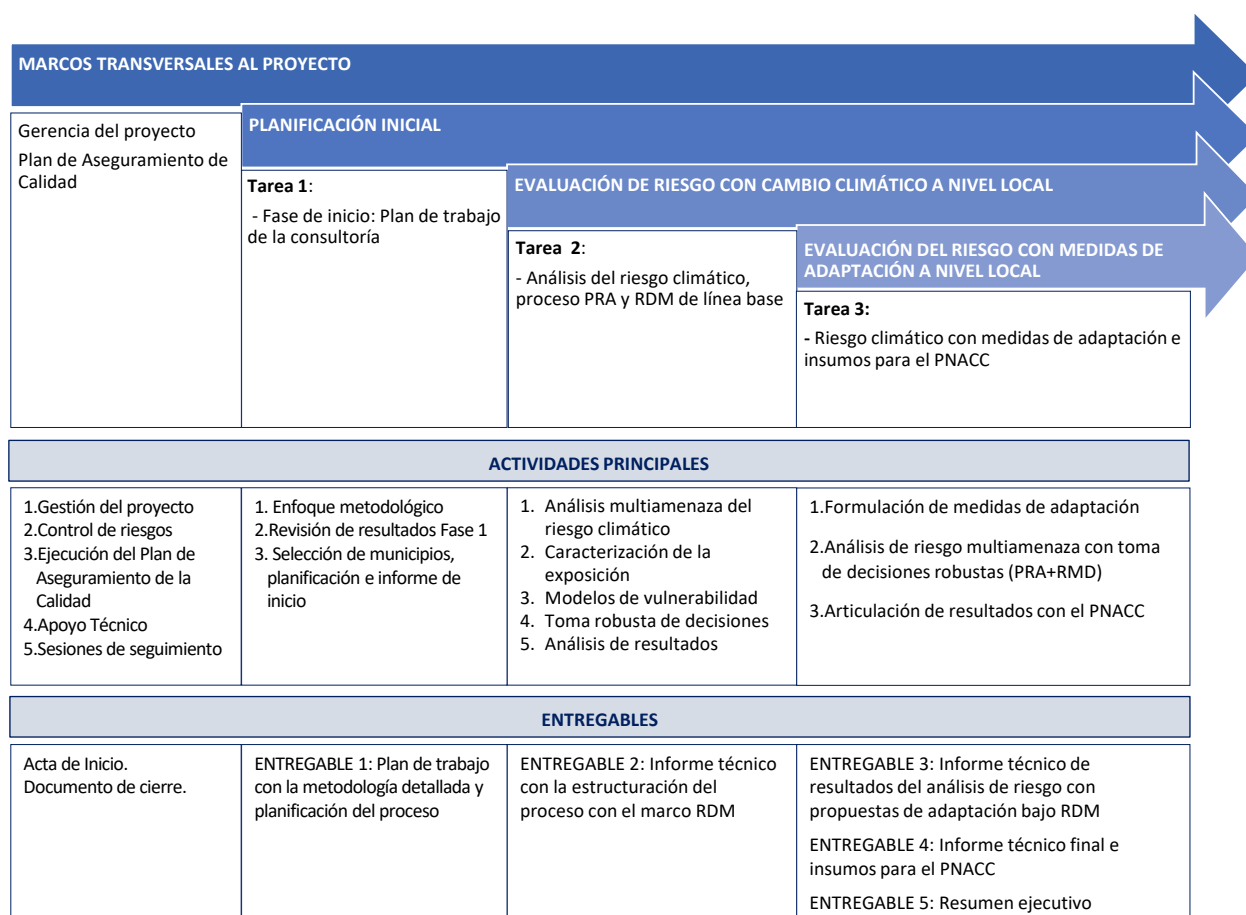 MARCOS TRANSVERSALES AL PROYECTO
Gerencia del proyecto
Plan de Aseguramiento de
Calidad
PLANIFICACIÓN INICIAL
Tarea 1:
- Fase de inicio: Plan de trabajo
de la consultoría
EVALUACIÓN DE RIESGO CON CAMBIO CLIMÁTICO A NIVEL LOCAL
Tarea 2:
- Análisis del riesgo climático,
proceso PRA y RDM de línea base
EVALUACIÓN DEL RIESGO CON MEDIDAS DE
ADAPTACIÓN A NIVEL LOCAL
Tarea 3:
- Riesgo climático con medidas de adaptación e
insumos para el PNACC
ACTIVIDADES PRINCIPALES
1.Gestión del proyecto
2.Control de riesgos
3.Ejecución del Plan de
Aseguramiento de la
Calidad
4.Apoyo Técnico
5.Sesiones de seguimiento
1. Enfoque metodológico
2.Revisión de resultados Fase 1
3. Selección de municipios,
planificación e informe de
inicio
1. Análisis multiamenaza del
riesgo climático
2. Caracterización de la
exposición
3. Modelos de vulnerabilidad
4. Toma robusta de decisiones
5. Análisis de resultados
1.Formulación de medidas de adaptación
2.Análisis de riesgo multiamenaza con toma
de decisiones robustas (PRA+RMD)
3.Articulación de resultados con el PNACC
ENTREGABLES
Acta de Inicio.
Documento de cierre.
ENTREGABLE 1: Plan de trabajo
con la metodología detallada y
planificación del proceso
ENTREGABLE 2: Informe técnico
con la estructuración del
proceso con el marco RDM
ENTREGABLE 3: Informe técnico de
resultados del análisis de riesgo con
propuestas de adaptación bajo RDM
ENTREGABLE 4: Informe técnico final e
insumos para el PNACC
ENTREGABLE 5: Resumen ejecutivo